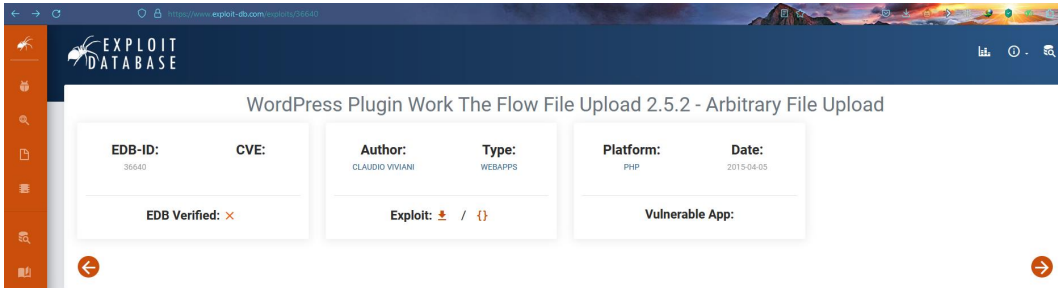 https://www.exploit-db.com/exploits/36640
EXPLOIT
DATABASE
WordPress Plugin Work The Flow File Upload 2.5.2 - Arbitrary File Upload
EDB-ID:
36640
CVE:
Author:
CLAUDIO VIVIANI
Type:
WEBAPPS
Platform:
PHP
Date:
2015-04-05
EDB Verified: ×
Exploit: / {}
Vulnerable App: